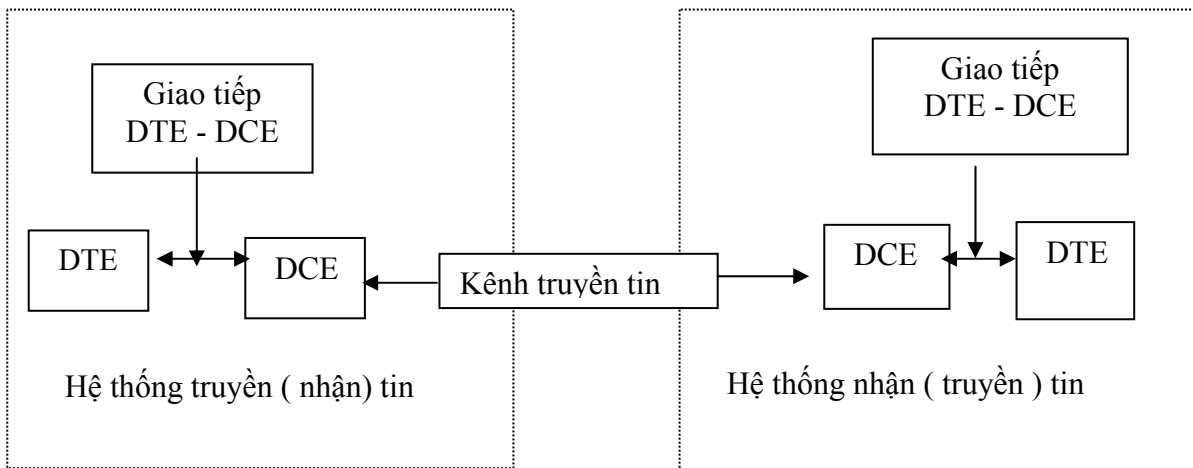 Giao tiếp
DTE - DCE
Giao tiếp
DTE - DCE
DTE
DCE
Kênh truyền tin
DCE
DTE
Hệ thống truyền ( nhận) tin
Hệ thống nhận ( truyền ) tin